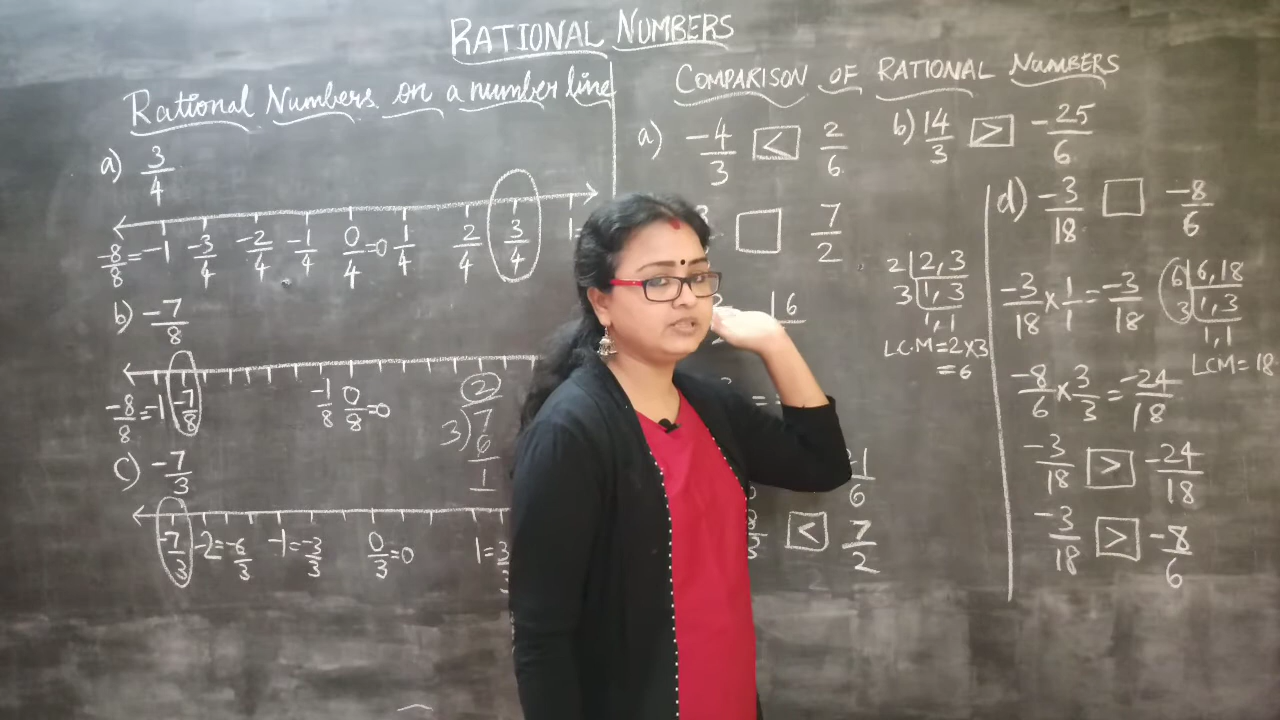 RATIONAL NUMBERS
Rational Numbers on a number line
a) 3/4
-8/8 = -1 -3/4 -2/4 -1/4 0/4 = 0 1/4 2/4 3/4 1
b) -7/8
-8/8 = -1 -7/8 -1/8 0/8 = 0
2
3)7
6
1
c) -7/3
-7/3 -2 = -6/3 -1 = -3/3 0/3 = 0 1 = 3/3
COMPARISON OF RATIONAL NUMBERS
a) -4/3 < 2/6 b) 14/3 > -25/6
□ 7/2
2 | 2, 3
3 | 1, 3
1, 1
L.C.M = 2 × 3
= 6
16
=
6
< 7/2
d) -3/18 □ -8/6
-3/18 × 1/1 = -3/18
6 | 6, 18
3 | 1, 3
1, 1
LCM = 18
-8/6 × 3/3 = -24/18
-3/18 > -24/18
-3/18 > -8/6